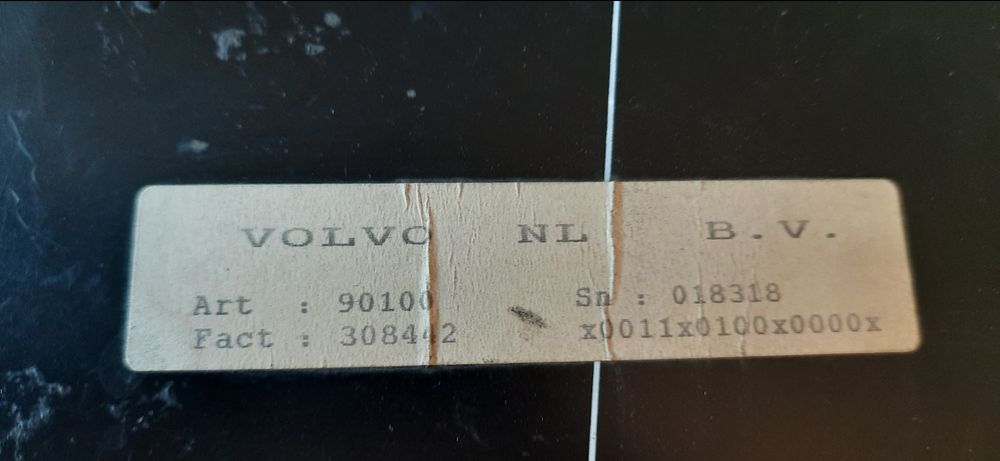 VOLVO NL B.V.
Art : 90100 Sn : 018318
Fact : 308442 x0011x0100x0000x